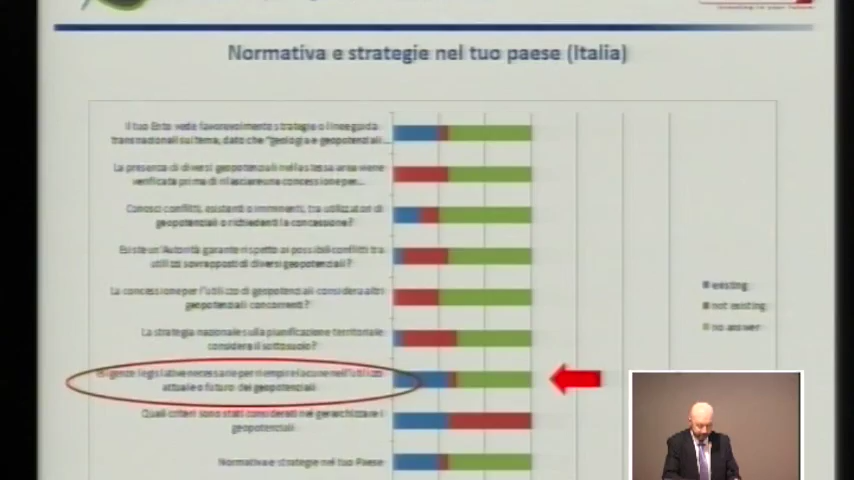 Normativa e strategie nel tuo paese (Italia)
Il tuo Ente vede favorevolmente strategie o linee guida
transnazionali sul tema, dato che "geologia e geopotenziali...
La presenza di diversi geopotenziali nella stessa area viene
verificata prima di rilasciare una concessione per...
Conosci conflitti, esistenti o imminenti, tra utilizzatori di
geopotenziali o richiedenti la concessione?
Esiste un'Autorità garante rispetto ai possibili conflitti tra
utilizzi sovrapposti di diversi geopotenziali?
La concessione per l'utilizzo di geopotenziali considera altri
geopotenziali concorrenti?
La strategia nazionale sulla pianificazione territoriale
considera il sottosuolo?
Esigenze legislative necessarie per riempire lacune nell'utilizzo
attuale o futuro dei geopotenziali
Quali criteri sono stati considerati nel gerarchizzare i
geopotenziali
Normativa e strategie nel tuo Paese
existing
not existing
no answer